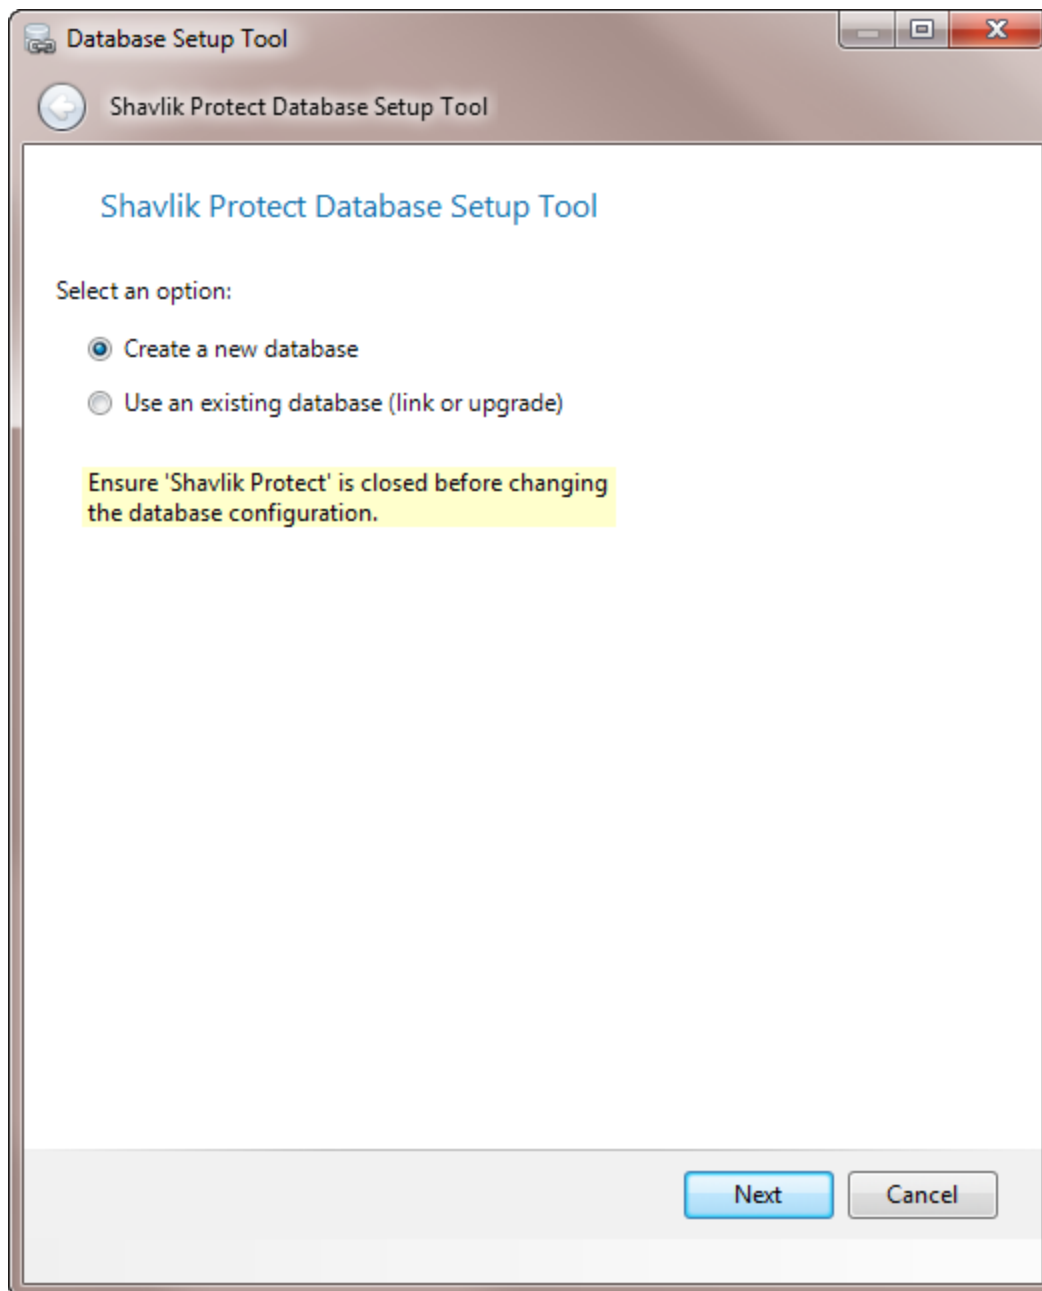 Database Setup Tool
Shavlik Protect Database Setup Tool
Shavlik Protect Database Setup Tool
Select an option:
Create a new database
Use an existing database (link or upgrade)
Ensure 'Shavlik Protect' is closed before changing
the database configuration.
Next
Cancel